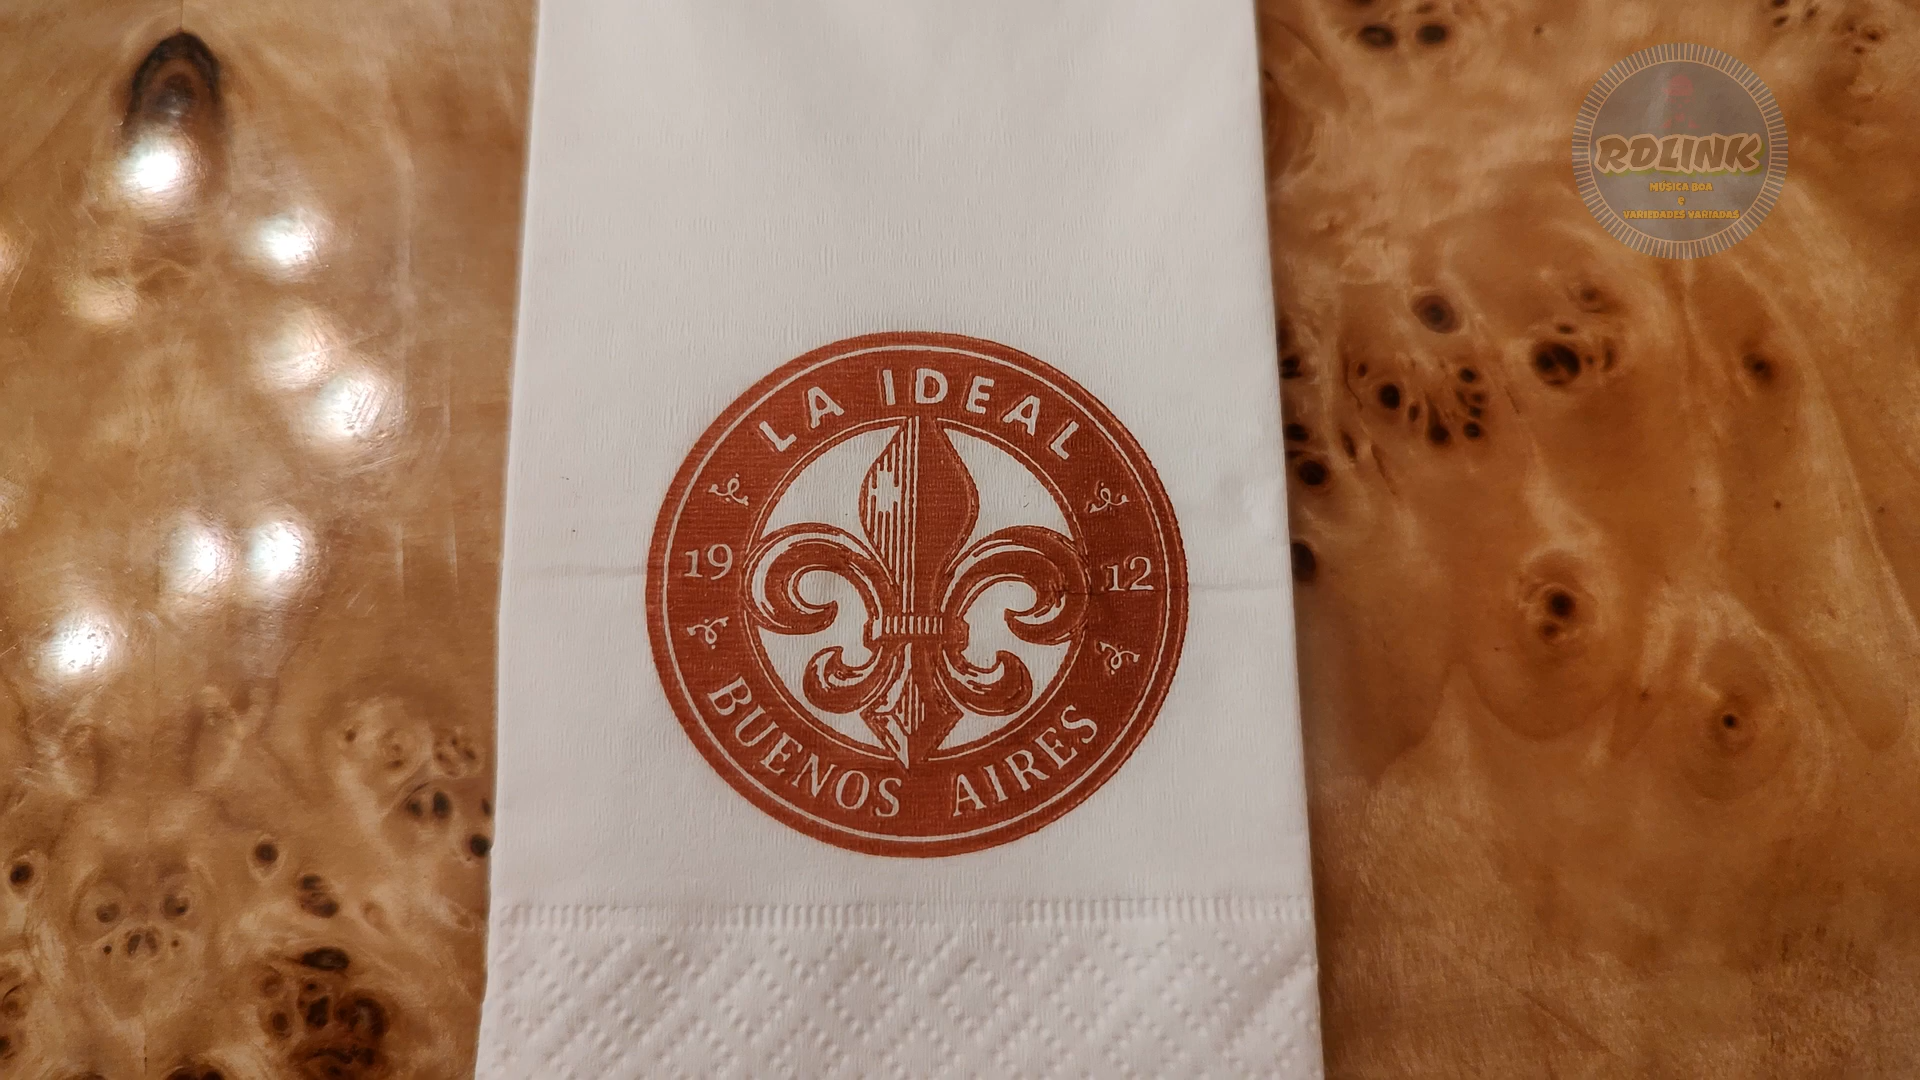 LA IDEAL
19 12
BUENOS AIRES
RDLINK
MÚSICA BOA
e
VARIEDADES VARIADAS